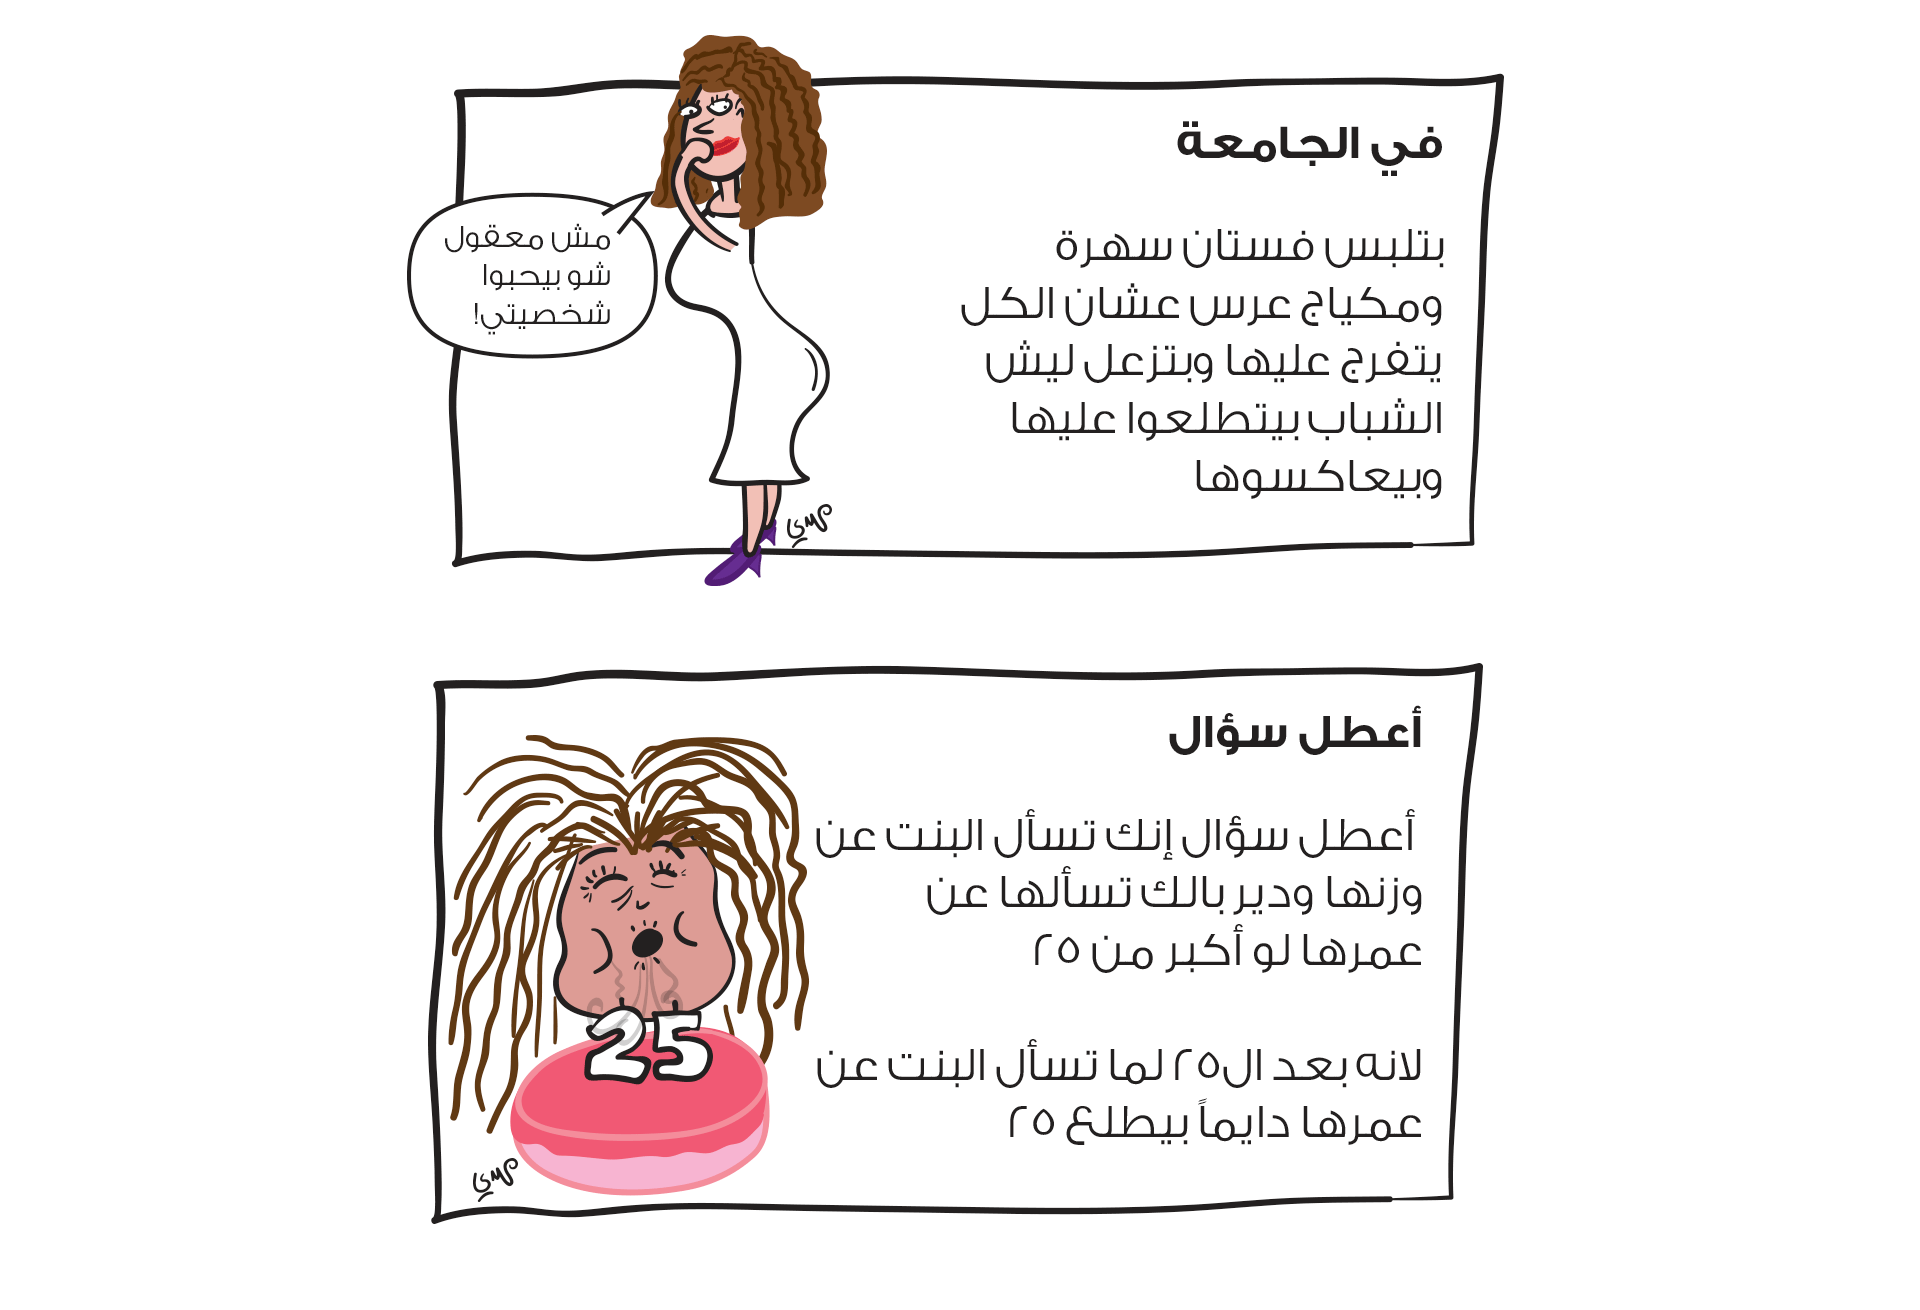 في الجامعة
بتلبس فستان سهرة
ومكياج عرس عشان الكل
يتفرج عليها وبتزعل ليش
الشباب بيتطلعوا عليها
وبيعاكسوها
مش معقول
شو بيحبوا
شخصيتي!
أعطل سؤال
أعطل سؤال إنك تسأل البنت عن
وزنها ودير بالك تسألها عن
عمرها لو أكبر من ٢٥
لانه بعد ال٢٥ لما تسأل البنت عن
عمرها دايماً بيطلع ٢٥
25